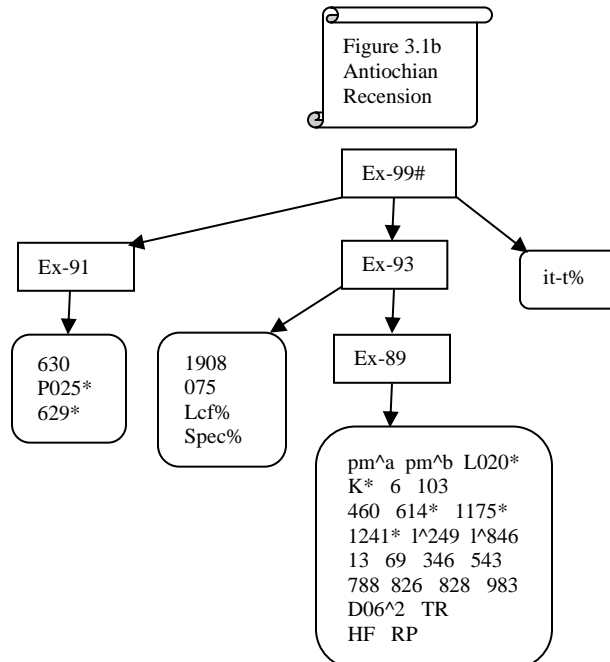 Figure 3.1b
Antiochian
Recension
Ex-99#
Ex-91
Ex-93
it-t%
630
P025*
629*
1908
075
Lcf%
Spec%
Ex-89
pm^a pm^b L020*
K* 6 103
460 614* 1175*
1241* l^249 l^846
13 69 346 543
788 826 828 983
D06^2 TR
HF RP